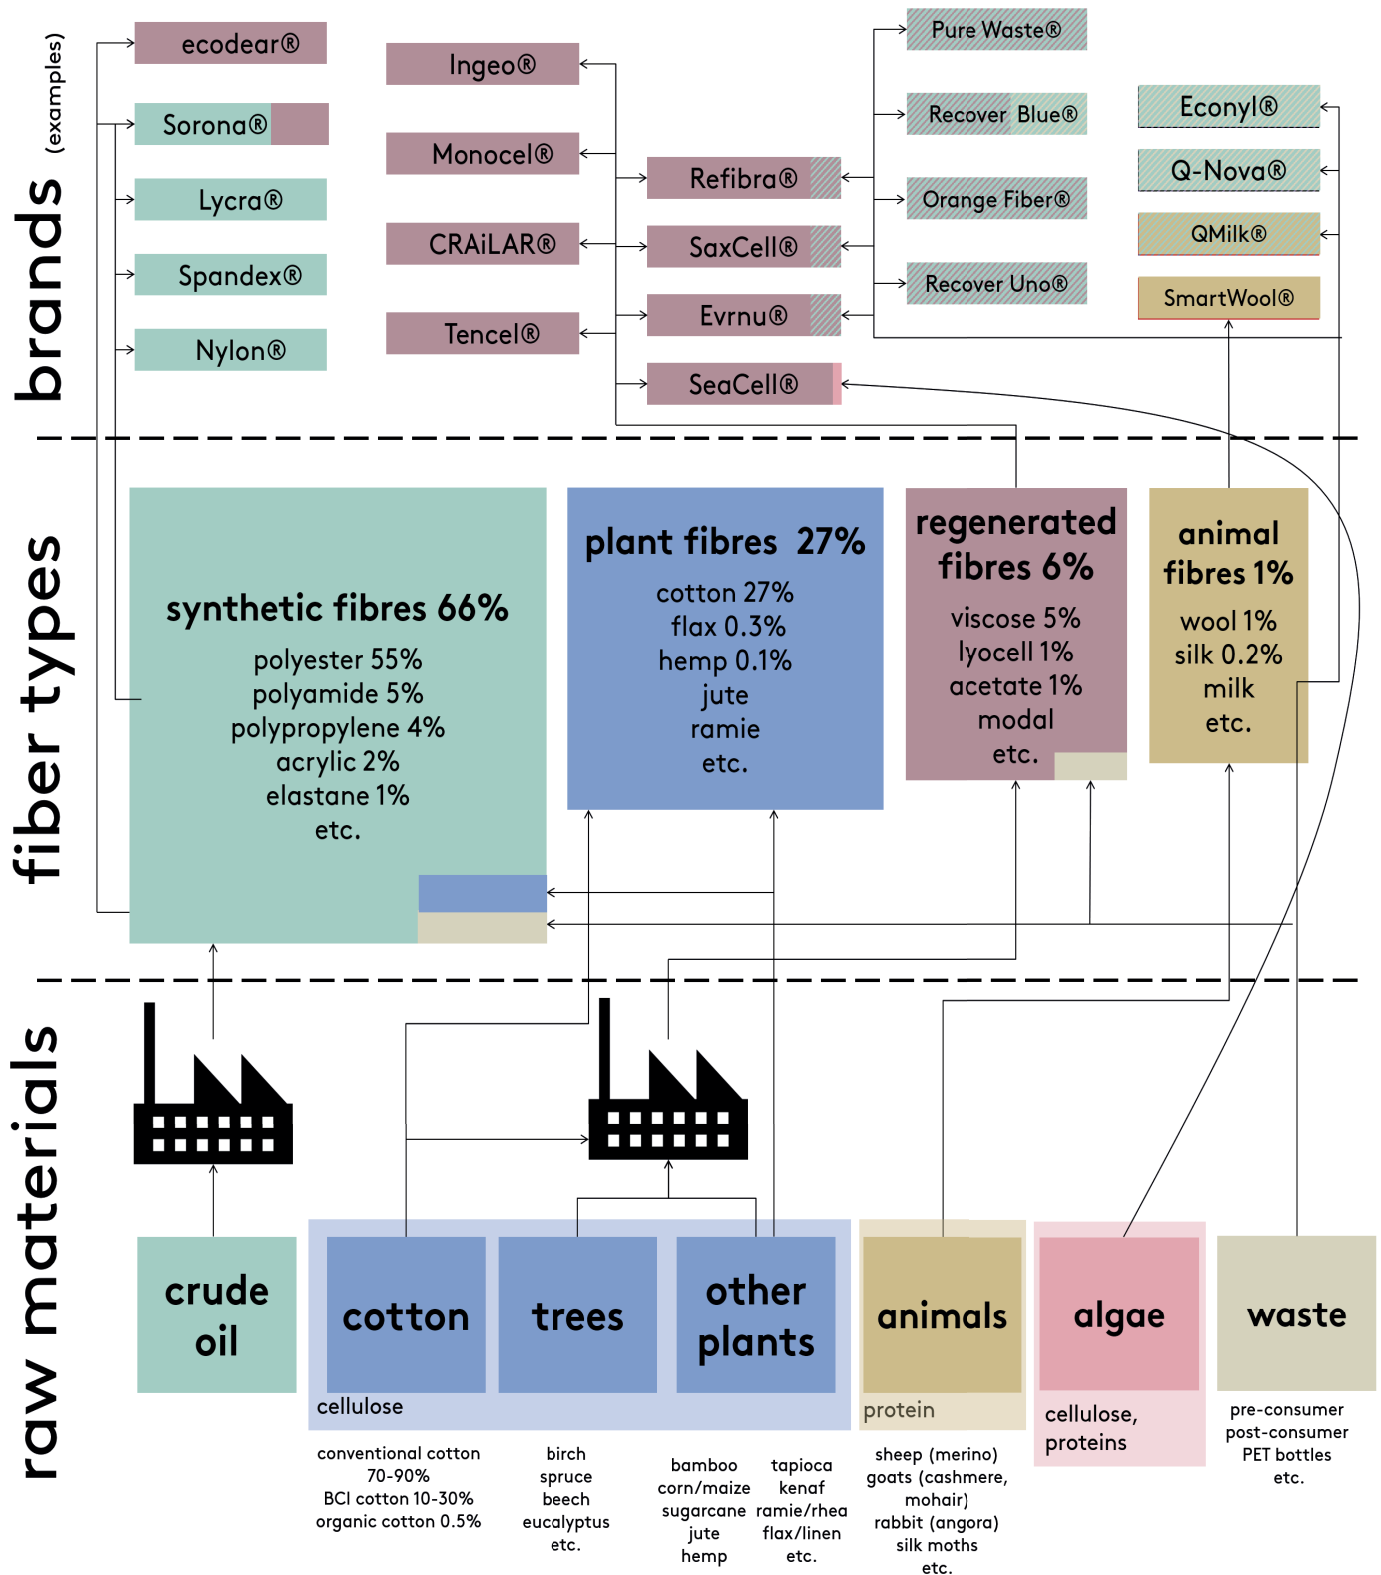 brands (examples)
ecodear®
Sorona®
Lycra®
Spandex®
Nylon®
Ingeo®
Monocel®
CRAiLAR®
Tencel®
Refibra®
SaxCell®
Evrnu®
SeaCell®
Pure Waste®
Recover Blue®
Orange Fiber®
Recover Uno®
Econyl®
Q-Nova®
QMilk®
SmartWool®
fiber types
synthetic fibres 66%
polyester 55%
polyamide 5%
polypropylene 4%
acrylic 2%
elastane 1%
etc.
plant fibres 27%
cotton 27%
flax 0.3%
hemp 0.1%
jute
ramie
etc.
regenerated
fibres 6%
viscose 5%
lyocell 1%
acetate 1%
modal
etc.
animal
fibres 1%
wool 1%
silk 0.2%
milk
etc.
raw materials
crude
oil
cotton
trees
other
plants
cellulose
animals
protein
algae
cellulose,
proteins
waste
conventional cotton
70-90%
BCI cotton 10-30%
organic cotton 0.5%
birch
spruce
beech
eucalyptus
etc.
bamboo
corn/maize
sugarcane
jute
hemp
tapioca
kenaf
ramie/rhea
flax/linen
etc.
sheep (merino)
goats (cashmere,
mohair)
rabbit (angora)
silk moths
etc.
pre-consumer
post-consumer
PET bottles
etc.